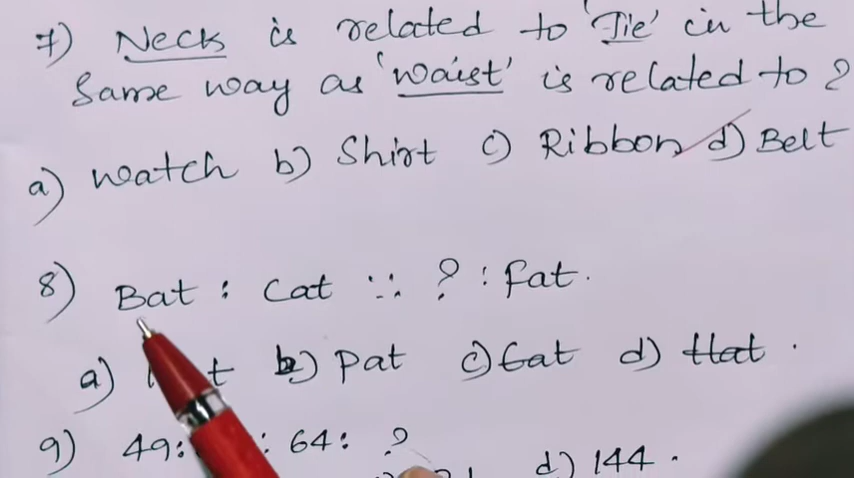 7) Neck is related to 'Tie' in the
Same way as 'waist' is related to ?
a) watch b) Shirt c) Ribbon d) Belt
8) Bat : Cat :: ? : Fat.
a) b) Pat c) Eat d) Hat .
9) 49: : 64: ?
d) 144 .